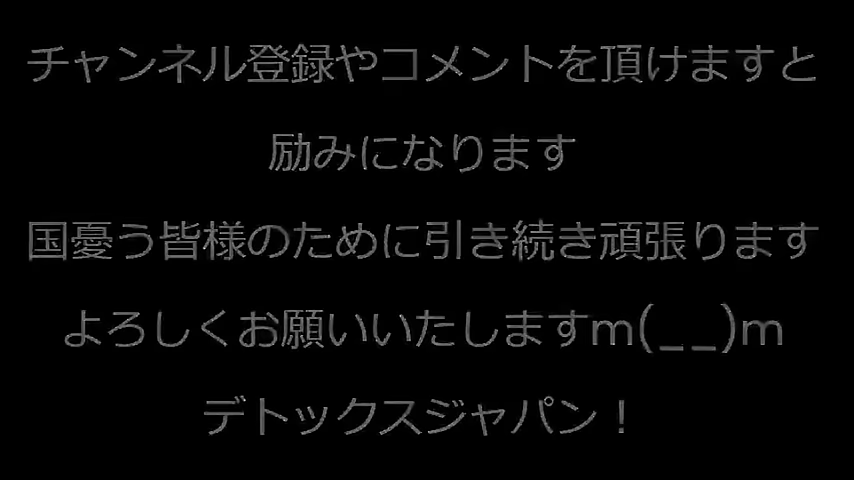 チャンネル登録やコメントを頂けますと
励みになります
国憂う皆様のために引き続き頑張ります
よろしくお願いいたしますm(__)m
デトックスジャパン！